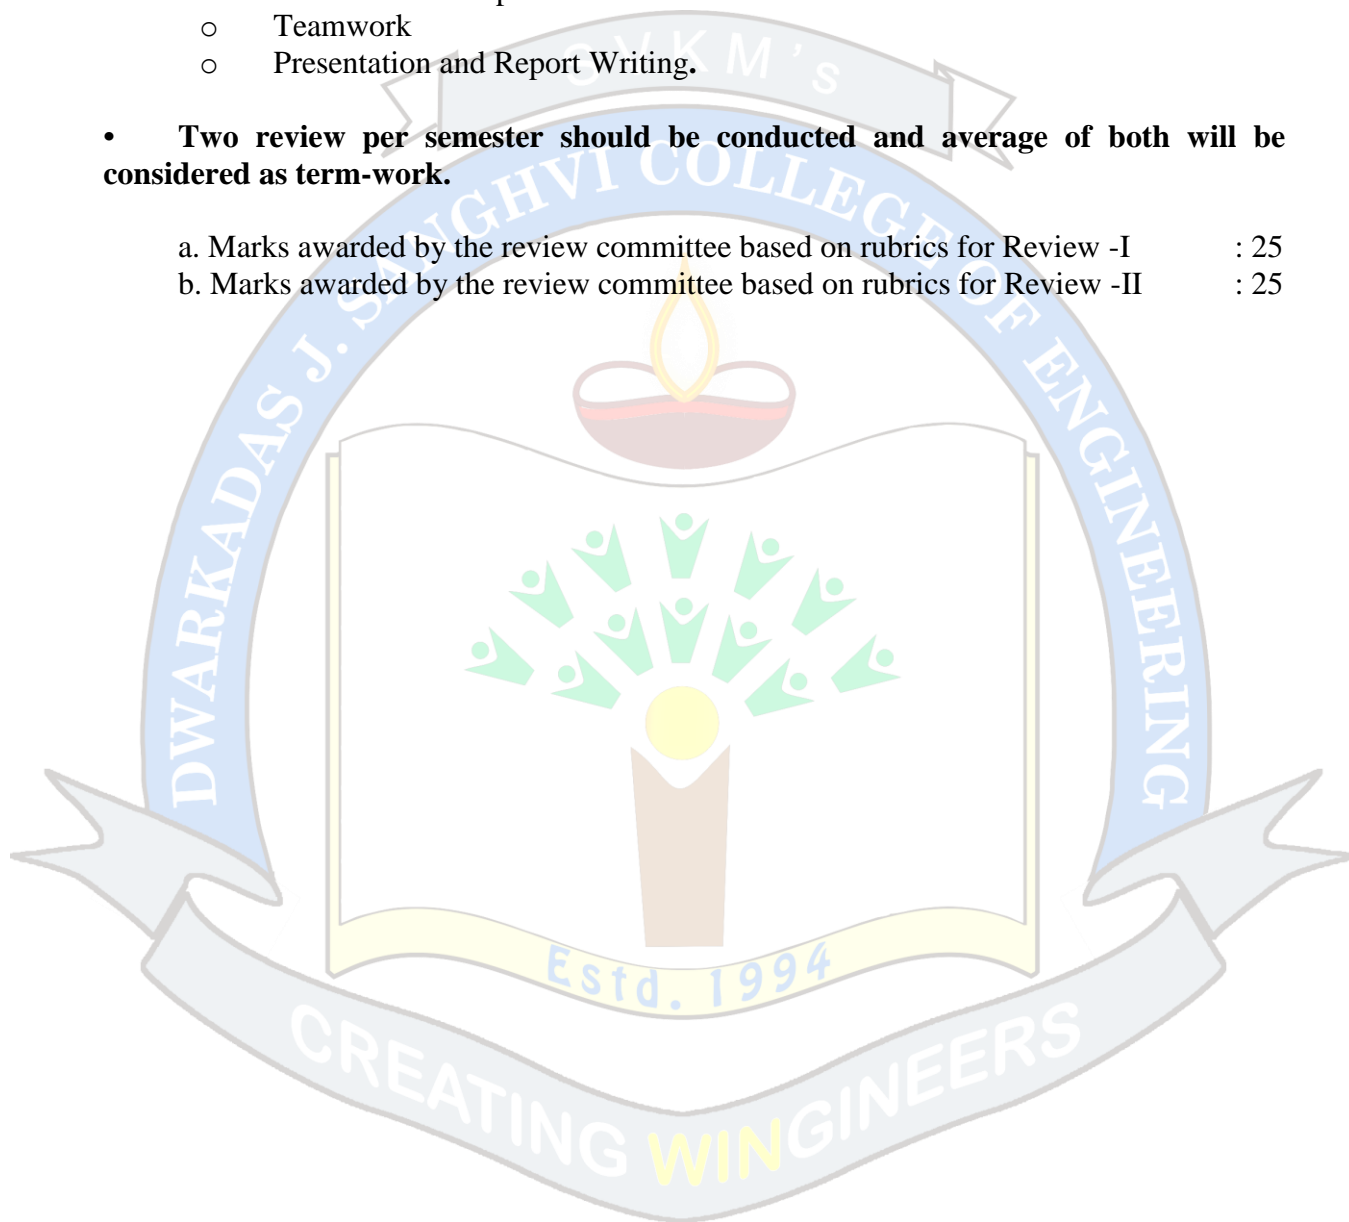 o Teamwork
o Presentation and Report Writing.
• Two review per semester should be conducted and average of both will be
considered as term-work.
a. Marks awarded by the review committee based on rubrics for Review -I : 25
b. Marks awarded by the review committee based on rubrics for Review -II : 25
SVKM's
DWARKADAS J. SANGHVI COLLEGE OF ENGINEERING
Estd. 1994
CREATING WINGINEERS